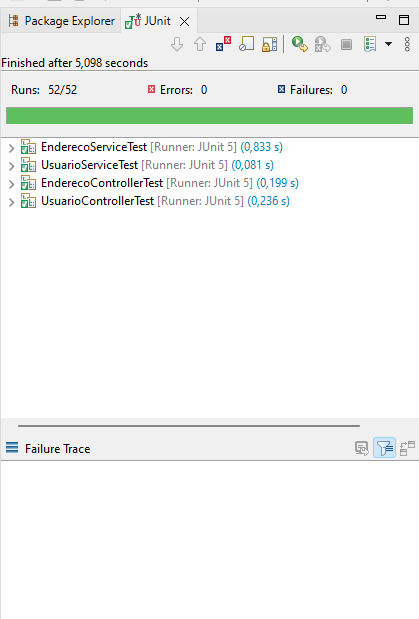 Package Explorer JUnit
Finished after 5,098 seconds
Runs: 52/52 Errors: 0 Failures: 0
EnderecoServiceTest [Runner: JUnit 5] (0,833 s)
UsuarioServiceTest [Runner: JUnit 5] (0,081 s)
EnderecoControllerTest [Runner: JUnit 5] (0,199 s)
UsuarioControllerTest [Runner: JUnit 5] (0,236 s)
Failure Trace